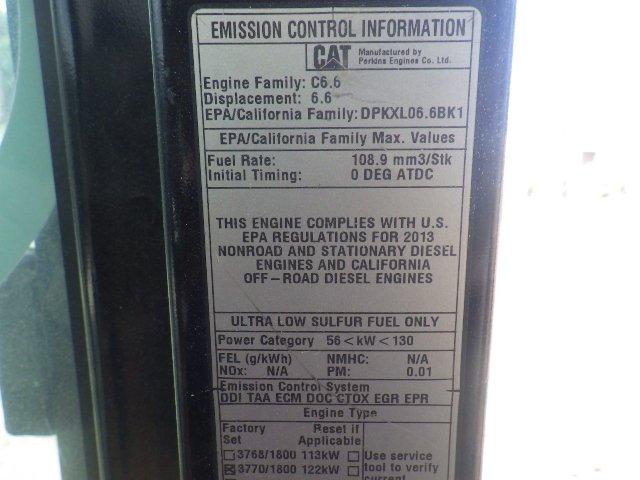 EMISSION CONTROL INFORMATION
CAT Manufactured by
Perkins Engines Co. Ltd.
Engine Family: C6.6
Displacement: 6.6
EPA/California Family: DPKXL06.6BK1
EPA/California Family Max. Values
Fuel Rate: 108.9 mm3/Stk
Initial Timing: 0 DEG ATDC
THIS ENGINE COMPLIES WITH U.S.
EPA REGULATIONS FOR 2013
NONROAD AND STATIONARY DIESEL
ENGINES AND CALIFORNIA
OFF-ROAD DIESEL ENGINES
ULTRA LOW SULFUR FUEL ONLY
Power Category 56<kW<130
FEL (g/kWh) NMHC: N/A
NOx: N/A PM: 0.01
Emission Control System
DDI TAA ECM DOC CTOX EGR EPR
Engine Type
Factory Reset if
Set Applicable
3768/1800 113kW Use service
3770/1800 122kW tool to verify
current